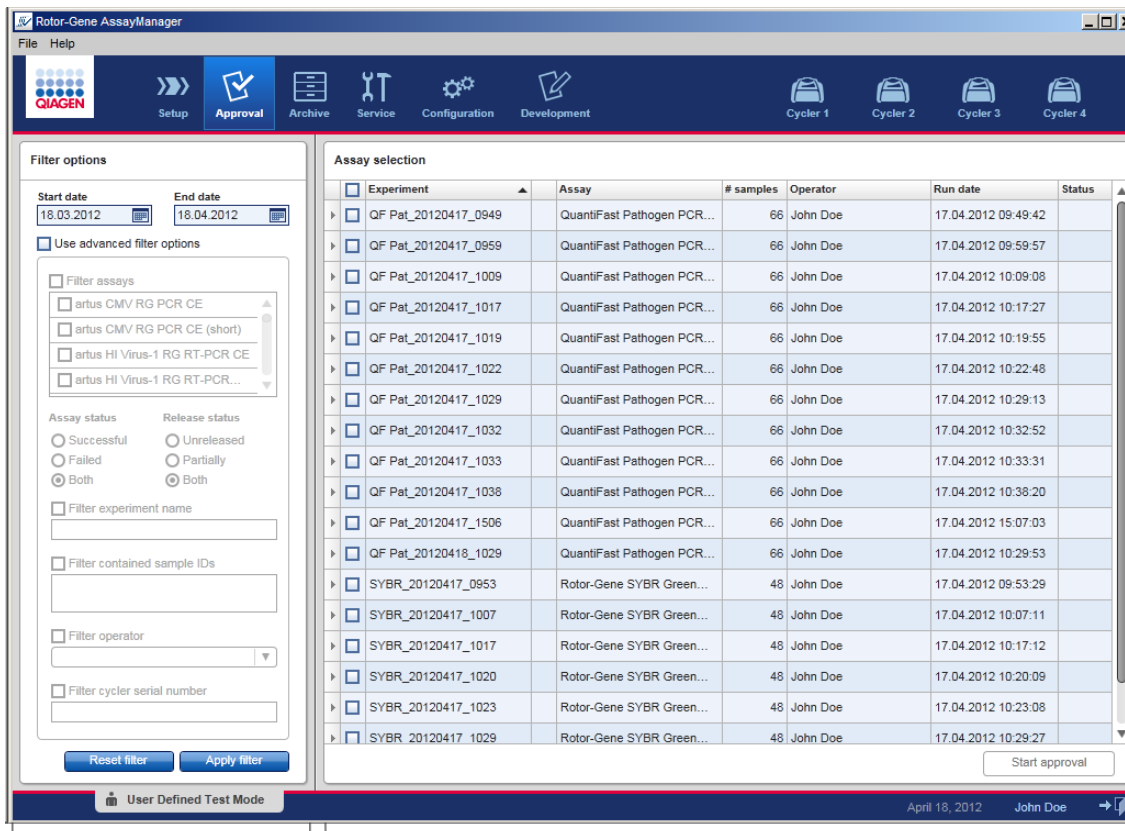 Rotor-Gene AssayManager
File Help
QIAGEN
Setup Approval Archive Service Configuration Development Cycler 1 Cycler 2 Cycler 3 Cycler 4
Filter options
Start date End date
18.03.2012 18.04.2012
Use advanced filter options
Filter assays
artus CMV RG PCR CE
artus CMV RG PCR CE (short)
artus HI Virus-1 RG RT-PCR CE
artus HI Virus-1 RG RT-PCR...
Assay status Release status
Successful Unreleased
Failed Partially
Both Both
Filter experiment name
Filter contained sample IDs
Filter operator
Filter cycler serial number
Reset filter Apply filter
Assay selection
Experiment Assay # samples Operator Run date Status
QF Pat_20120417_0949 QuantiFast Pathogen PCR... 66 John Doe 17.04.2012 09:49:42
QF Pat_20120417_0959 QuantiFast Pathogen PCR... 66 John Doe 17.04.2012 09:59:57
QF Pat_20120417_1009 QuantiFast Pathogen PCR... 66 John Doe 17.04.2012 10:09:08
QF Pat_20120417_1017 QuantiFast Pathogen PCR... 66 John Doe 17.04.2012 10:17:27
QF Pat_20120417_1019 QuantiFast Pathogen PCR... 66 John Doe 17.04.2012 10:19:55
QF Pat_20120417_1022 QuantiFast Pathogen PCR... 66 John Doe 17.04.2012 10:22:48
QF Pat_20120417_1029 QuantiFast Pathogen PCR... 66 John Doe 17.04.2012 10:29:13
QF Pat_20120417_1032 QuantiFast Pathogen PCR... 66 John Doe 17.04.2012 10:32:52
QF Pat_20120417_1033 QuantiFast Pathogen PCR... 66 John Doe 17.04.2012 10:33:31
QF Pat_20120417_1038 QuantiFast Pathogen PCR... 66 John Doe 17.04.2012 10:38:20
QF Pat_20120417_1506 QuantiFast Pathogen PCR... 66 John Doe 17.04.2012 15:07:03
QF Pat_20120418_1029 QuantiFast Pathogen PCR... 66 John Doe 17.04.2012 10:29:53
SYBR_20120417_0953 Rotor-Gene SYBR Green... 48 John Doe 17.04.2012 09:53:29
SYBR_20120417_1007 Rotor-Gene SYBR Green... 48 John Doe 17.04.2012 10:07:11
SYBR_20120417_1017 Rotor-Gene SYBR Green... 48 John Doe 17.04.2012 10:17:12
SYBR_20120417_1020 Rotor-Gene SYBR Green... 48 John Doe 17.04.2012 10:20:09
SYBR_20120417_1023 Rotor-Gene SYBR Green... 48 John Doe 17.04.2012 10:23:08
SYBR_20120417_1029 Rotor-Gene SYBR Green... 48 John Doe 17.04.2012 10:29:27
Start approval
User Defined Test Mode
April 18, 2012 John Doe